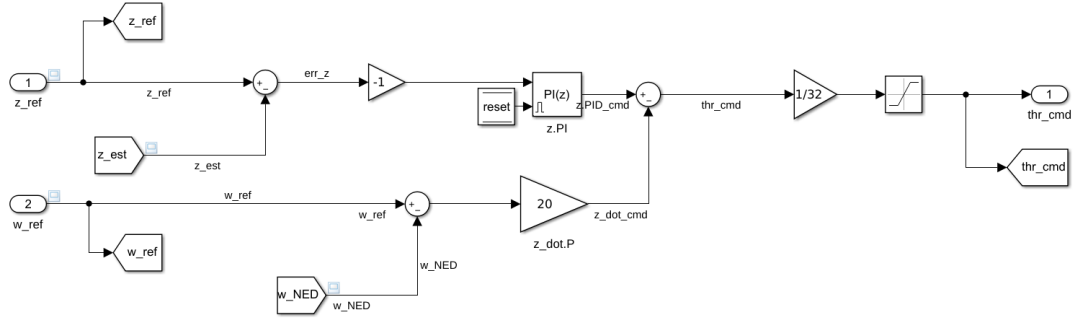 z_ref
1
z_ref
z_ref
+
-
err_z
-1
reset
PI(z)
z.PI
z.PID_cmd
+
-
thr_cmd
1/32
1
thr_cmd
thr_cmd
z_est
z_est
2
w_ref
w_ref
w_ref
w_ref
+
-
20
z_dot.P
z_dot_cmd
w_NED
w_NED
w_NED